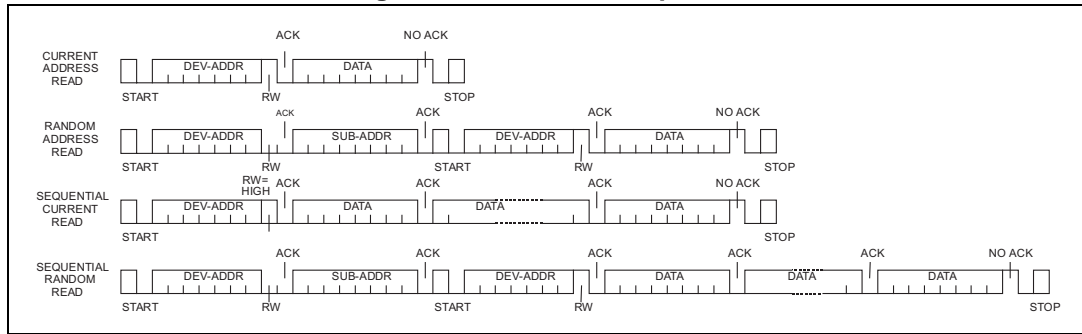 ACK NO ACK
CURRENT
ADDRESS
READ
DEV-ADDR DATA
START RW STOP
ACK ACK ACK NO ACK
RANDOM
ADDRESS
READ
DEV-ADDR SUB-ADDR DEV-ADDR DATA
START RW START RW STOP
RW=
HIGH
ACK ACK ACK NO ACK
SEQUENTIAL
CURRENT
READ
DEV-ADDR DATA DATA DATA
START STOP
ACK ACK ACK ACK ACK NO ACK
SEQUENTIAL
RANDOM
READ
DEV-ADDR SUB-ADDR DEV-ADDR DATA DATA DATA
START RW START RW STOP